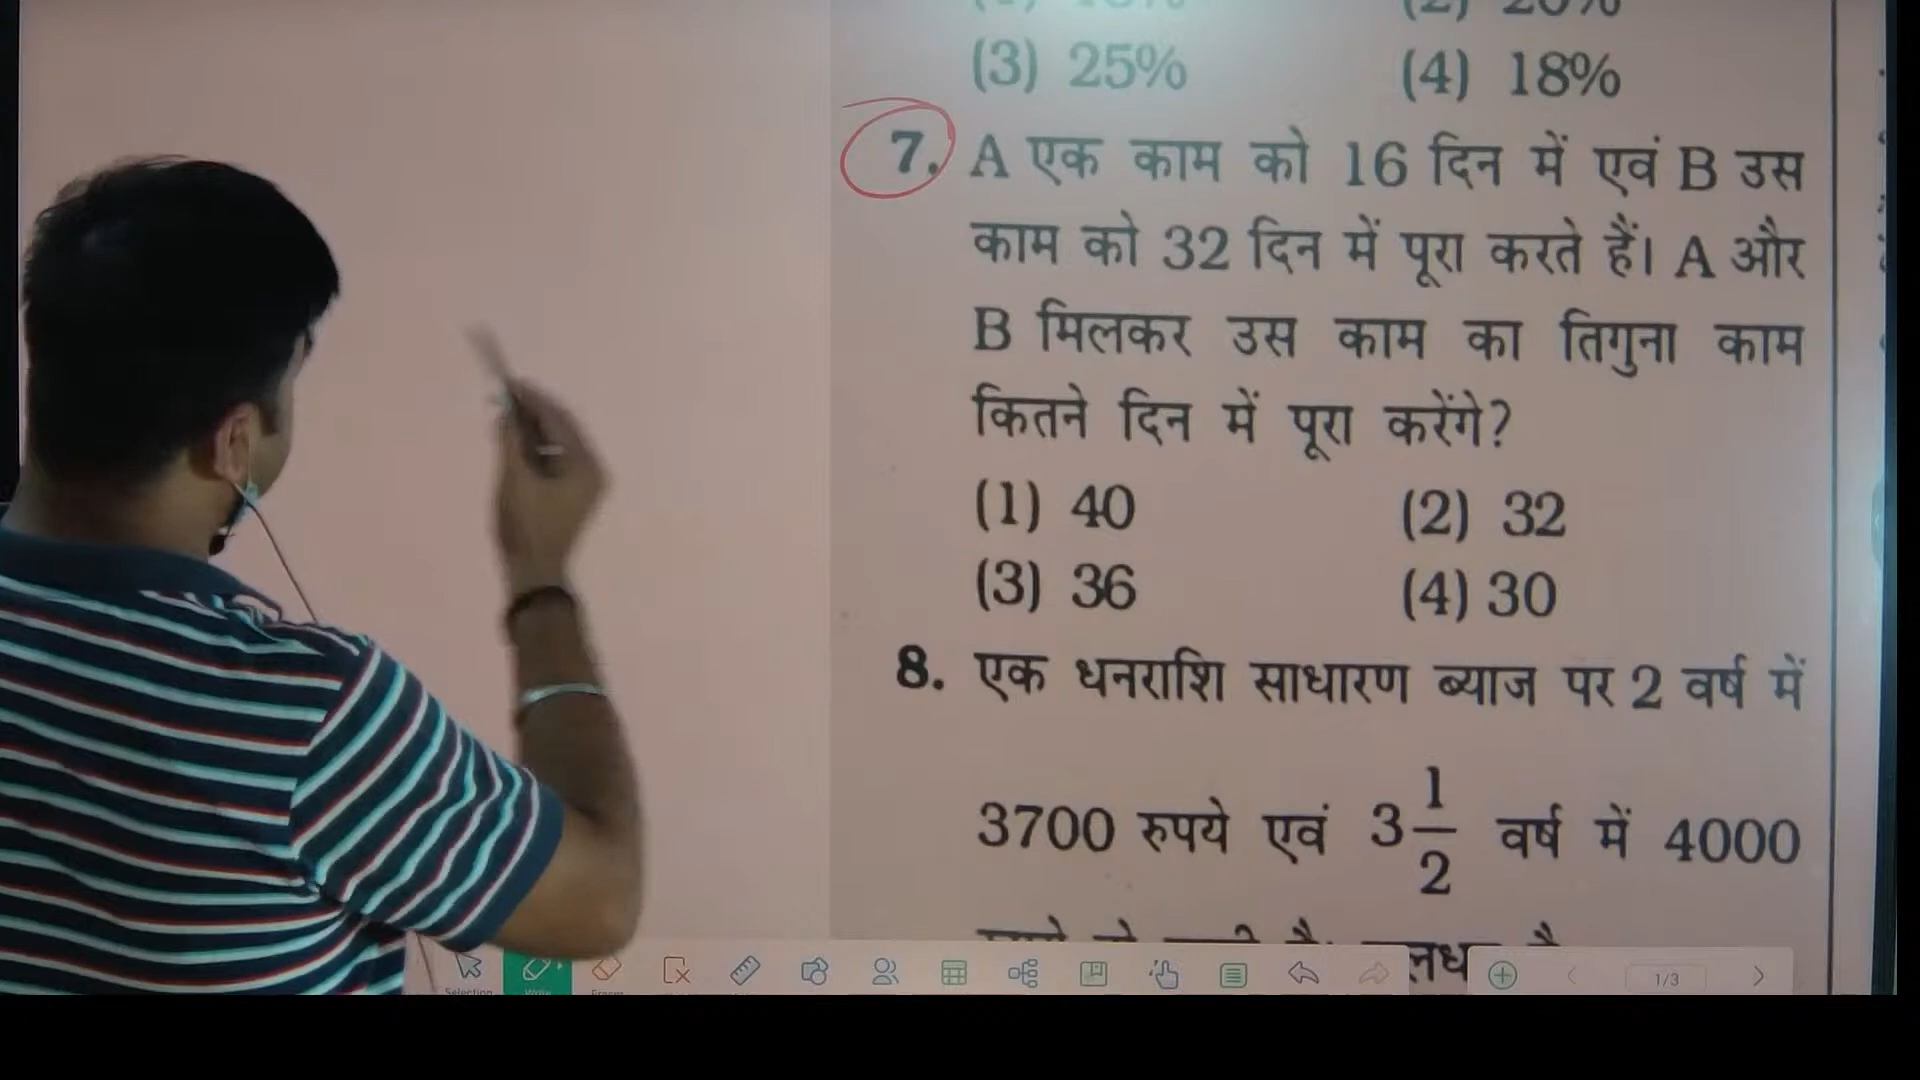 (3) 25% (4) 18%
7. A एक काम को 16 दिन में एवं B उस
काम को 32 दिन में पूरा करते हैं। A और
B मिलकर उस काम का तिगुना काम
कितने दिन में पूरा करेंगे?
(1) 40 (2) 32
(3) 36 (4) 30
8. एक धनराशि साधारण ब्याज पर 2 वर्ष में
3700 रुपये एवं 3 1/2 वर्ष में 4000
Selection
1/3